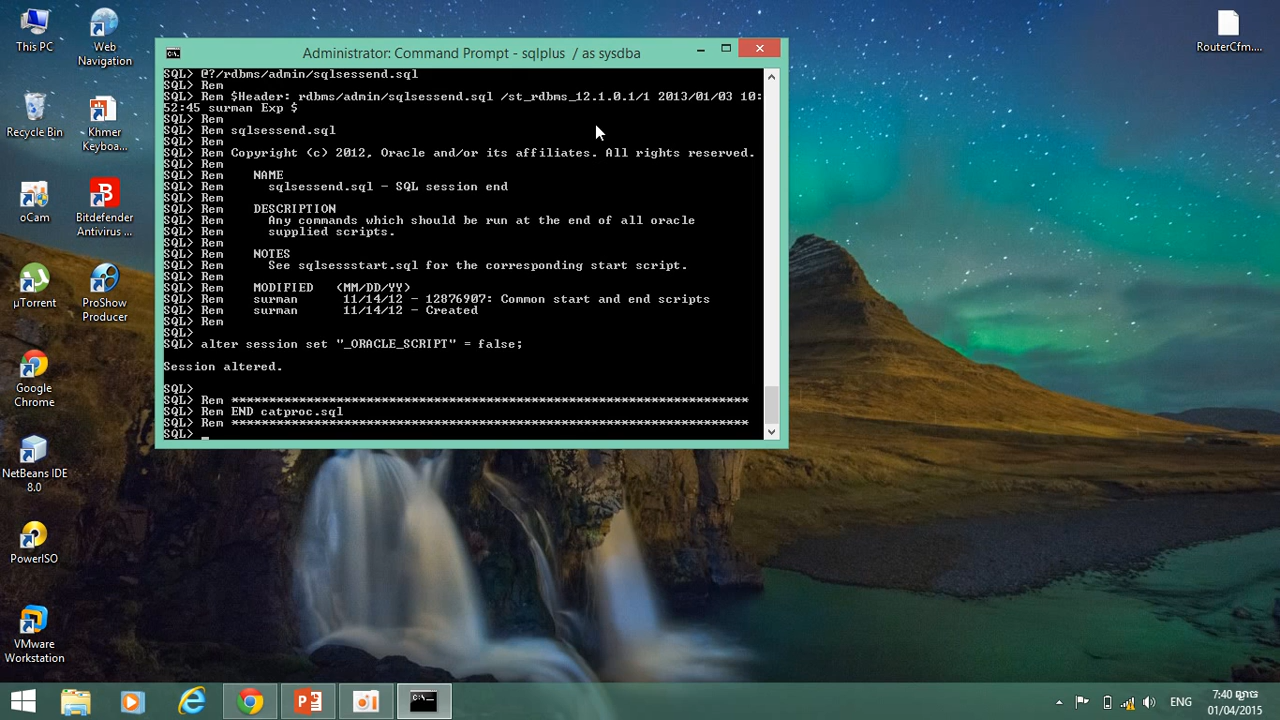 This PC
Web Navigation
Recycle Bin
Khmer Keyboa...
oCam
Bitdefender Antivirus ...
µTorrent
ProShow Producer
Google Chrome
NetBeans IDE 8.0
PowerISO
VMware Workstation
RouterCfm....
Administrator: Command Prompt - sqlplus / as sysdba
SQL> @?/rdbms/admin/sqlsessend.sql
SQL> Rem
SQL> Rem $Header: rdbms/admin/sqlsessend.sql /st_rdbms_12.1.0.1/1 2013/01/03 10:
52:45 surman Exp $
SQL> Rem
SQL> Rem sqlsessend.sql
SQL> Rem
SQL> Rem Copyright (c) 2012, Oracle and/or its affiliates. All rights reserved.
SQL> Rem
SQL> Rem NAME
SQL> Rem sqlsessend.sql - SQL session end
SQL> Rem
SQL> Rem DESCRIPTION
SQL> Rem Any commands which should be run at the end of all oracle
SQL> Rem supplied scripts.
SQL> Rem
SQL> Rem NOTES
SQL> Rem See sqlsessstart.sql for the corresponding start script.
SQL> Rem
SQL> Rem MODIFIED (MM/DD/YY)
SQL> Rem surman 11/14/12 - 12876907: Common start and end scripts
SQL> Rem surman 11/14/12 - Created
SQL> Rem
SQL>
SQL> alter session set "_ORACLE_SCRIPT" = false;
Session altered.
SQL>
SQL> Rem *********************************************************************
SQL> Rem END catproc.sql
SQL> Rem *********************************************************************
SQL>
ENG
7:40
01/04/2015